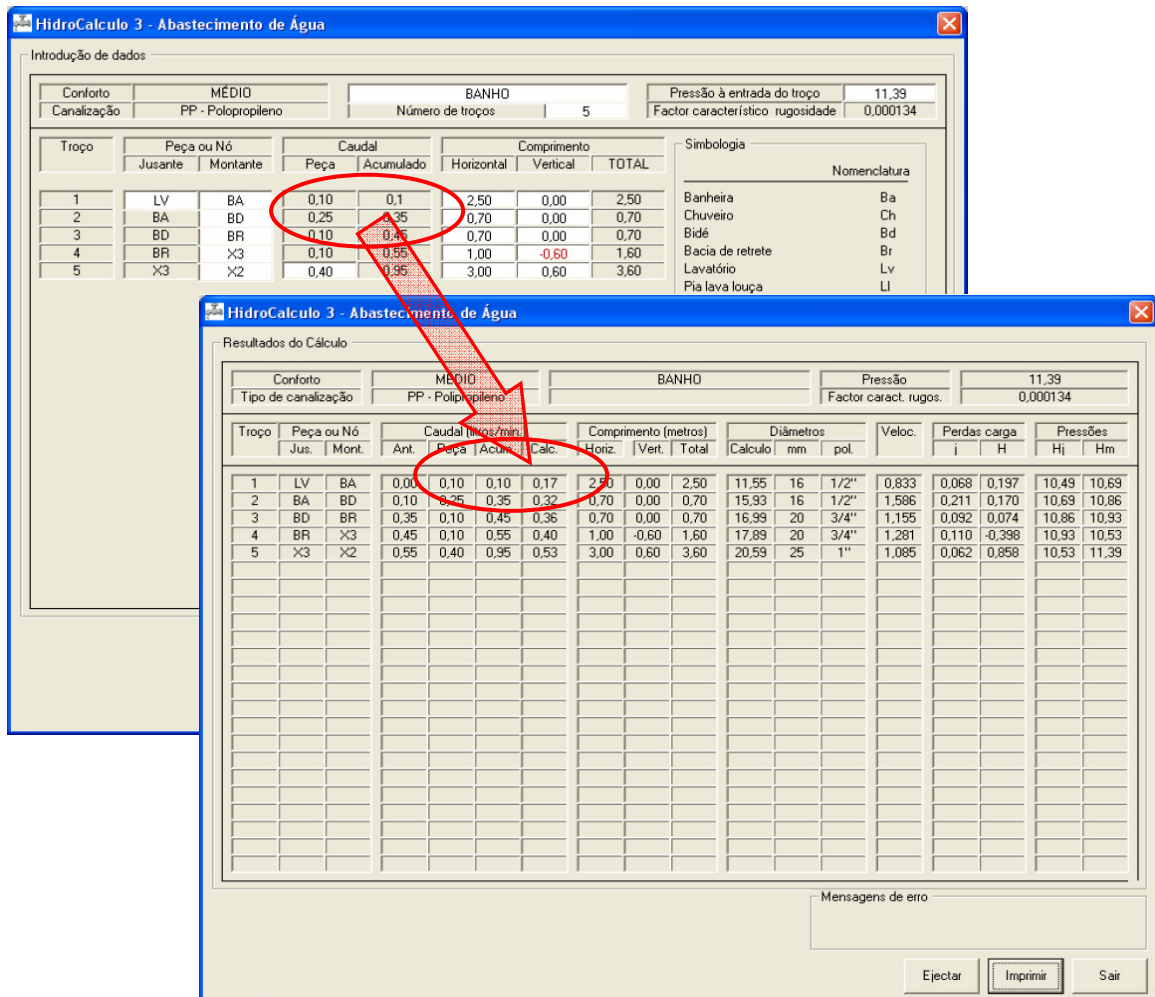 HidroCalculo 3 - Abastecimento de Água
Introdução de dados
Conforto MÉDIO BANHO Pressão à entrada do troço 11,39
Canalização PP - Polopropileno Número de troços 5 Factor característico rugosidade 0,000134
Troço Peça ou Nó Caudal Comprimento Simbologia
Jusante Montante Peça Acumulado Horizontal Vertical TOTAL Nomenclatura
1 LV BA 0,10 0,1 2,50 0,00 2,50 Banheira Ba
2 BA BD 0,25 0,35 0,70 0,00 0,70 Chuveiro Ch
3 BD BR 0,10 0,45 0,70 0,00 0,70 Bidé Bd
4 BR X3 0,10 0,55 1,00 -0,60 1,60 Bacia de retrete Br
5 X3 X2 0,40 0,95 3,00 0,60 3,60 Lavatório Lv
Pia lava louça Ll
HidroCalculo 3 - Abastecimento de Água
Resultados do Cálculo
Conforto MÉDIO BANHO Pressão 11,39
Tipo de canalização PP - Polipropileno Factor caract. rugos. 0,000134
Troço Peça ou Nó Caudal (litros/min. Comprimento (metros) Diâmetros Veloc. Perdas carga Pressões
Jus. Mont. Ant. Peça Acum. Calc. Horiz. Vert. Total Calculo mm pol. j H Hj Hm
1 LV BA 0,00 0,10 0,10 0,17 2,50 0,00 2,50 11,55 16 1/2'' 0,833 0,068 0,197 10,49 10,69
2 BA BD 0,10 0,25 0,35 0,32 0,70 0,00 0,70 15,93 16 1/2'' 1,586 0,211 0,170 10,69 10,86
3 BD BR 0,35 0,10 0,45 0,36 0,70 0,00 0,70 16,99 20 3/4'' 1,155 0,092 0,074 10,86 10,93
4 BR X3 0,45 0,10 0,55 0,40 1,00 -0,60 1,60 17,89 20 3/4'' 1,281 0,110 -0,398 10,93 10,53
5 X3 X2 0,55 0,40 0,95 0,53 3,00 0,60 3,60 20,59 25 1'' 1,085 0,062 0,858 10,53 11,39
Mensagens de erro
Ejectar Imprimir Sair